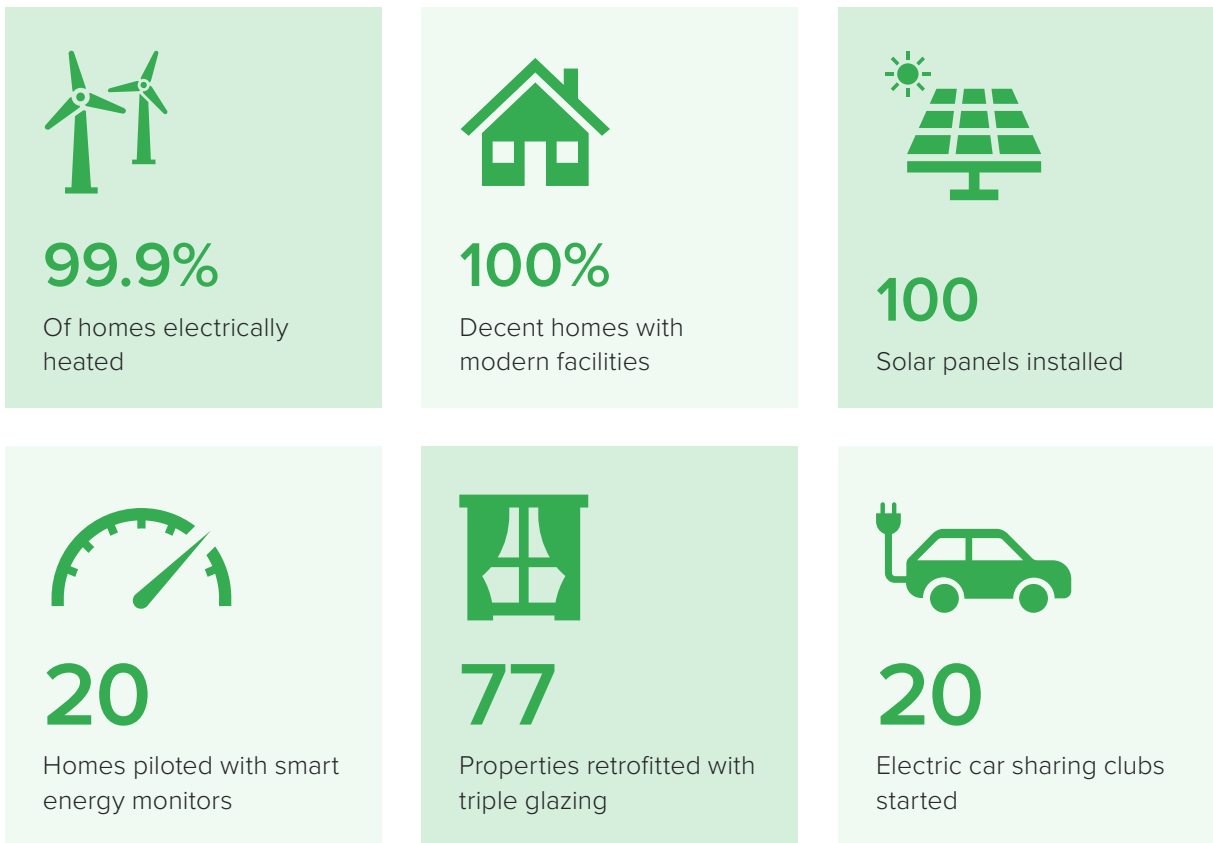 99.9%
Of homes electrically
heated
100%
Decent homes with
modern facilities
100
Solar panels installed
20
Homes piloted with smart
energy monitors
77
Properties retrofitted with
triple glazing
20
Electric car sharing clubs
started